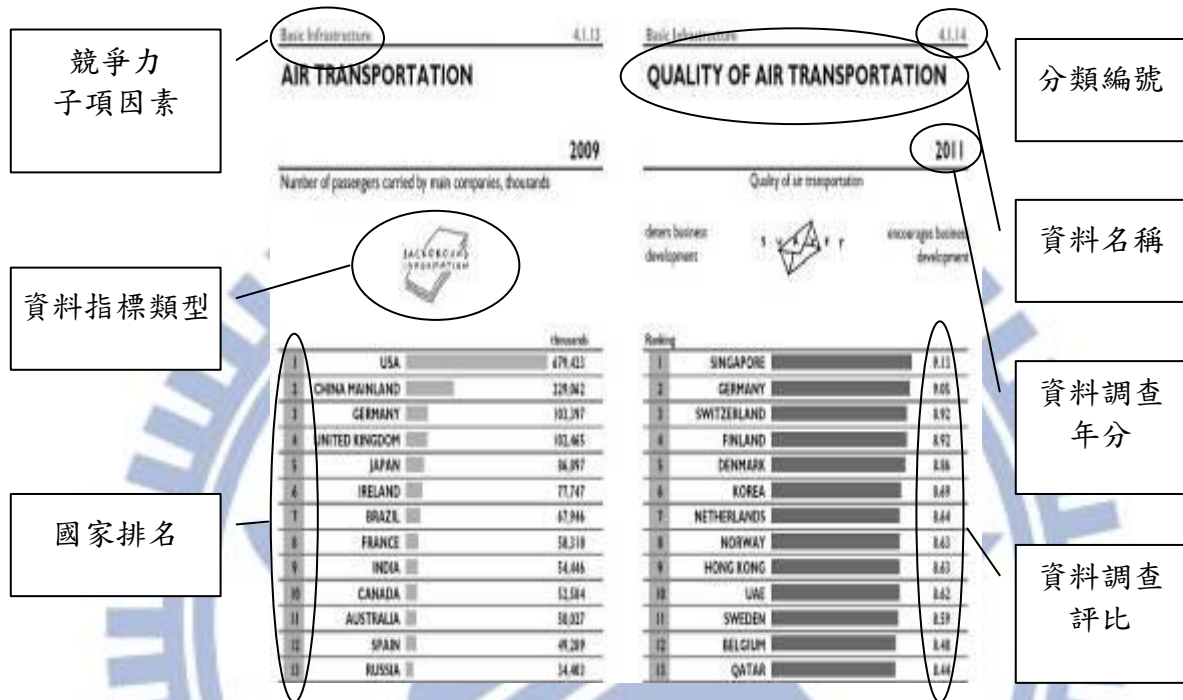 競爭力
子項因素
資料指標類型
國家排名
Basic Infrastructure 4.1.13
AIR TRANSPORTATION
2009
Number of passengers carried by main companies, thousands
BACKGROUND
INFORMATION
thousands
1 USA 679,423
2 CHINA MAINLAND 229,062
3 GERMANY 103,397
4 UNITED KINGDOM 102,465
5 JAPAN 86,897
6 IRELAND 77,747
7 BRAZIL 67,946
8 FRANCE 58,318
9 INDIA 54,446
10 CANADA 52,584
11 AUSTRALIA 50,027
12 SPAIN 49,289
13 RUSSIA 34,403
Basic Infrastructure 4.1.14
QUALITY OF AIR TRANSPORTATION
2011
Quality of air transportation
deters business
development
encourages business
development
Ranking
1 SINGAPORE 9.13
2 GERMANY 9.05
3 SWITZERLAND 8.92
4 FINLAND 8.92
5 DENMARK 8.86
6 KOREA 8.69
7 NETHERLANDS 8.64
8 NORWAY 8.63
9 HONG KONG 8.63
10 UAE 8.62
11 SWEDEN 8.59
12 BELGIUM 8.48
13 QATAR 8.44
分類編號
資料名稱
資料調查
年分
資料調查
評比